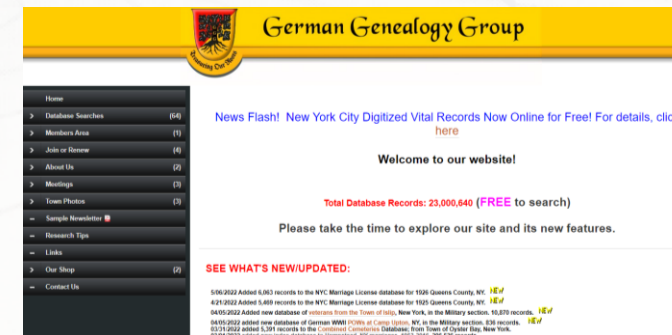 German Genealogy Group
Home
> Database Searches (64)
> Members Area (1)
> Join or Renew (4)
> About Us (2)
> Meetings (3)
> Town Photos (3)
– Sample Newsletter
– Research Tips
– Links
> Our Shop (2)
– Contact Us
News Flash! New York City Digitized Vital Records Now Online for Free! For details, clic
here
Welcome to our website!
Total Database Records: 23,000,640 (FREE to search)
Please take the time to explore our site and its new features.
SEE WHAT'S NEW/UPDATED:
5/06/2022 Added 6,063 records to the NYC Marriage License database for 1926 Queens County, NY. NEW
4/21/2022 Added 5,469 records to the NYC Marriage License database for 1925 Queens County, NY. NEW
04/05/2022 Added new database of veterans from the Town of Islip, New York, in the Military section. 10,870 records. NEW
04/05/2022 added new database of German WWII POWs at Camp Upton, NY, in the Military section. 836 records. NEW
03/31/2022 added 5,391 records to the Combined Cemeteries Database; from Town of Oyster Bay, New York.